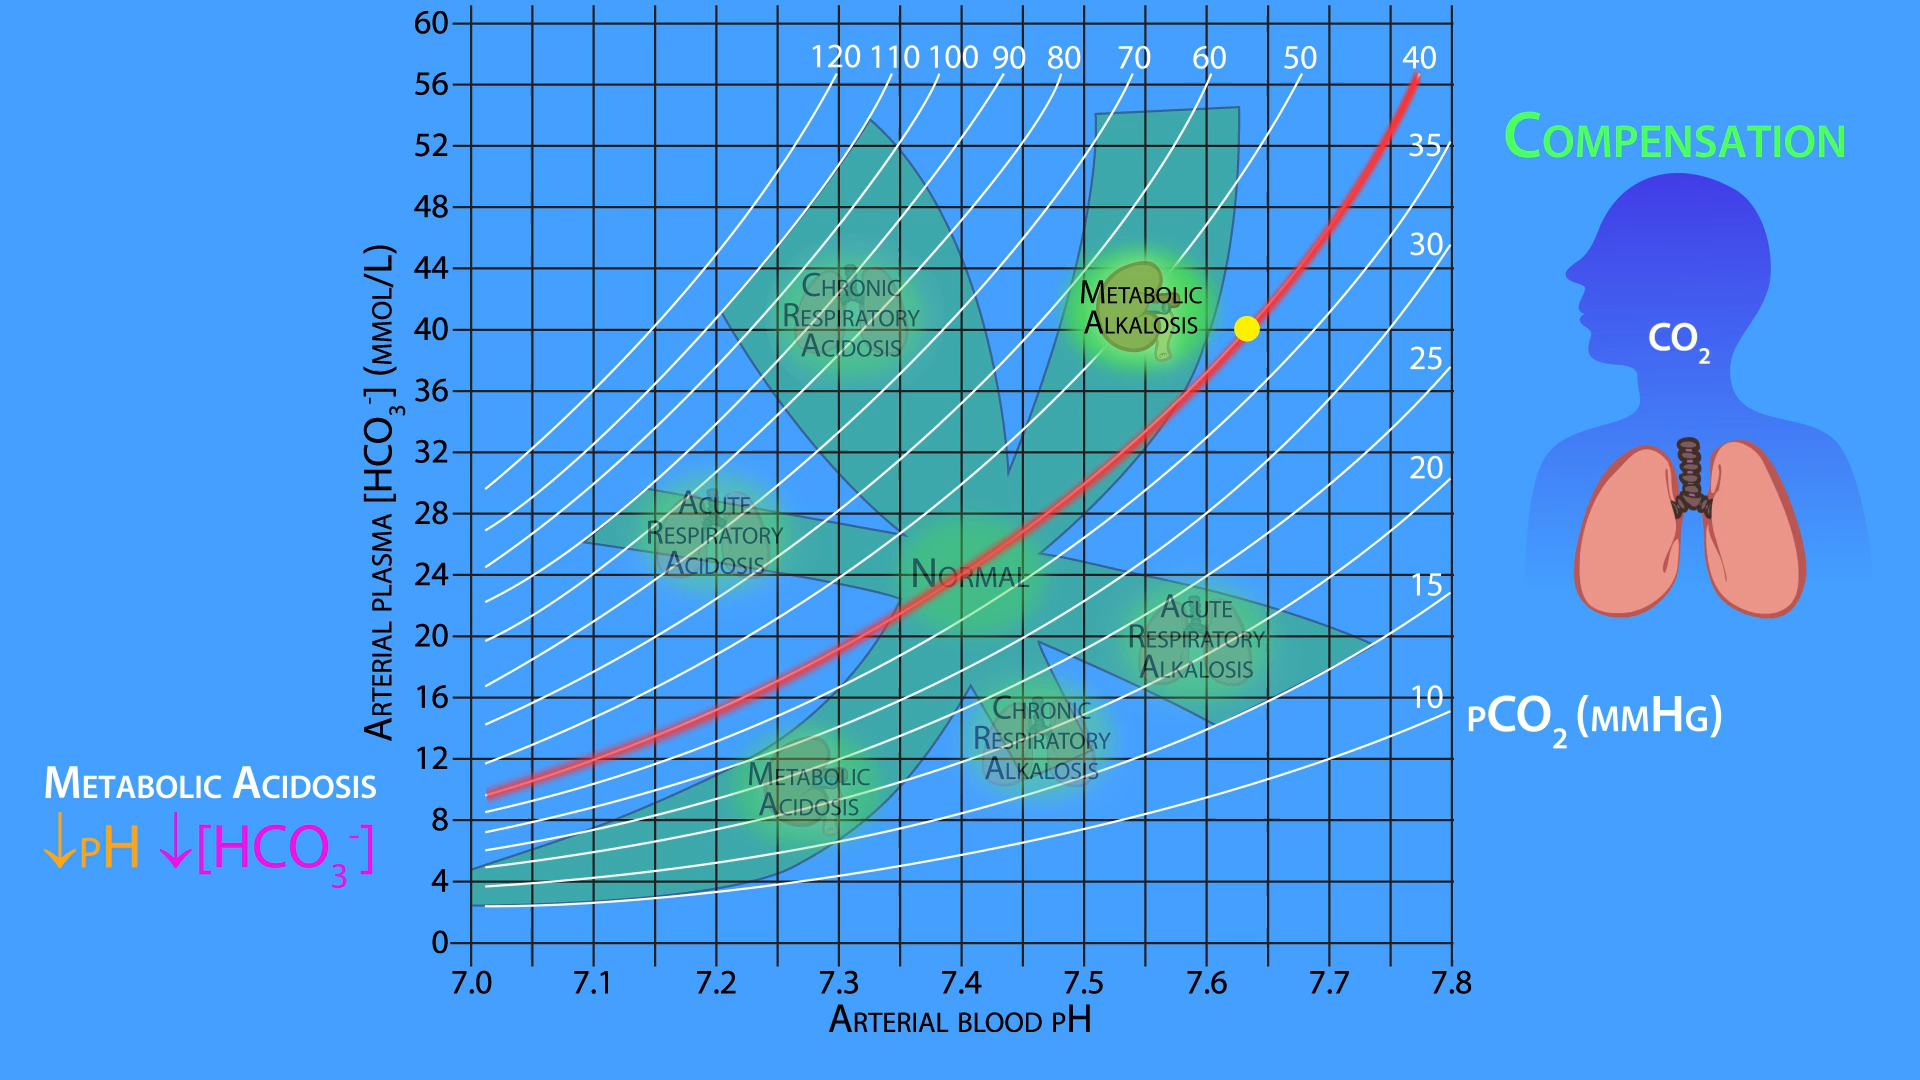 60
56
52
48
44
40
36
32
28
24
20
16
12
8
4
0
120 110 100 90 80 70 60 50 40
35
30
25
20
15
10
7.0 7.1 7.2 7.3 7.4 7.5 7.6 7.7 7.8
Arterial blood pH
Arterial plasma [HCO3-] (mmol/L)
Chronic
Respiratory
Acidosis
Metabolic
Alkalosis
Acute
Respiratory
Acidosis
Normal
Acute
Respiratory
Alkalosis
Chronic
Respiratory
Alkalosis
Metabolic
Acidosis
Metabolic Acidosis
↓pH ↓[HCO3-]
Compensation
CO2
pCO2 (mmHg)